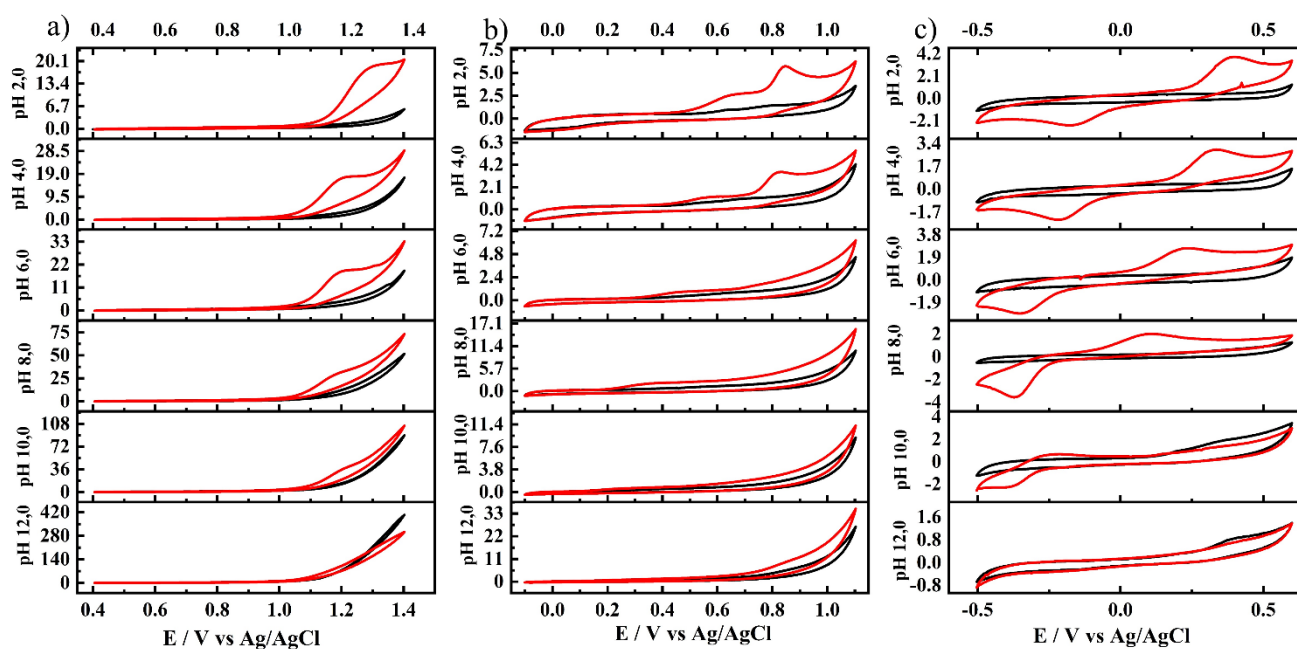 a)
0.4 0.6 0.8 1.0 1.2 1.4
pH 2,0
20.1
13.4
6.7
0.0
pH 4,0
28.5
19.0
9.5
0.0
pH 6,0
33
22
11
0
pH 8,0
75
50
25
0
pH 10,0
108
72
36
0
pH 12,0
420
280
140
0
0.4 0.6 0.8 1.0 1.2 1.4
E / V vs Ag/AgCl
b)
0.0 0.2 0.4 0.6 0.8 1.0
pH 2,0
7.5
5.0
2.5
0.0
pH 4,0
6.3
4.2
2.1
0.0
pH 6,0
7.2
4.8
2.4
0.0
pH 8,0
17.1
11.4
5.7
0.0
pH 10,0
11.4
7.6
3.8
0.0
pH 12,0
33
22
11
0
0.0 0.2 0.4 0.6 0.8 1.0
E / V vs Ag/AgCl
c)
-0.5 0.0 0.5
pH 2,0
4.2
2.1
0.0
-2.1
pH 4,0
3.4
1.7
0.0
-1.7
pH 6,0
3.8
1.9
0.0
-1.9
pH 8,0
2
0
-2
-4
pH 10,0
4
2
0
-2
pH 12,0
1.6
0.8
0.0
-0.8
-0.5 0.0 0.5
E / V vs Ag/AgCl